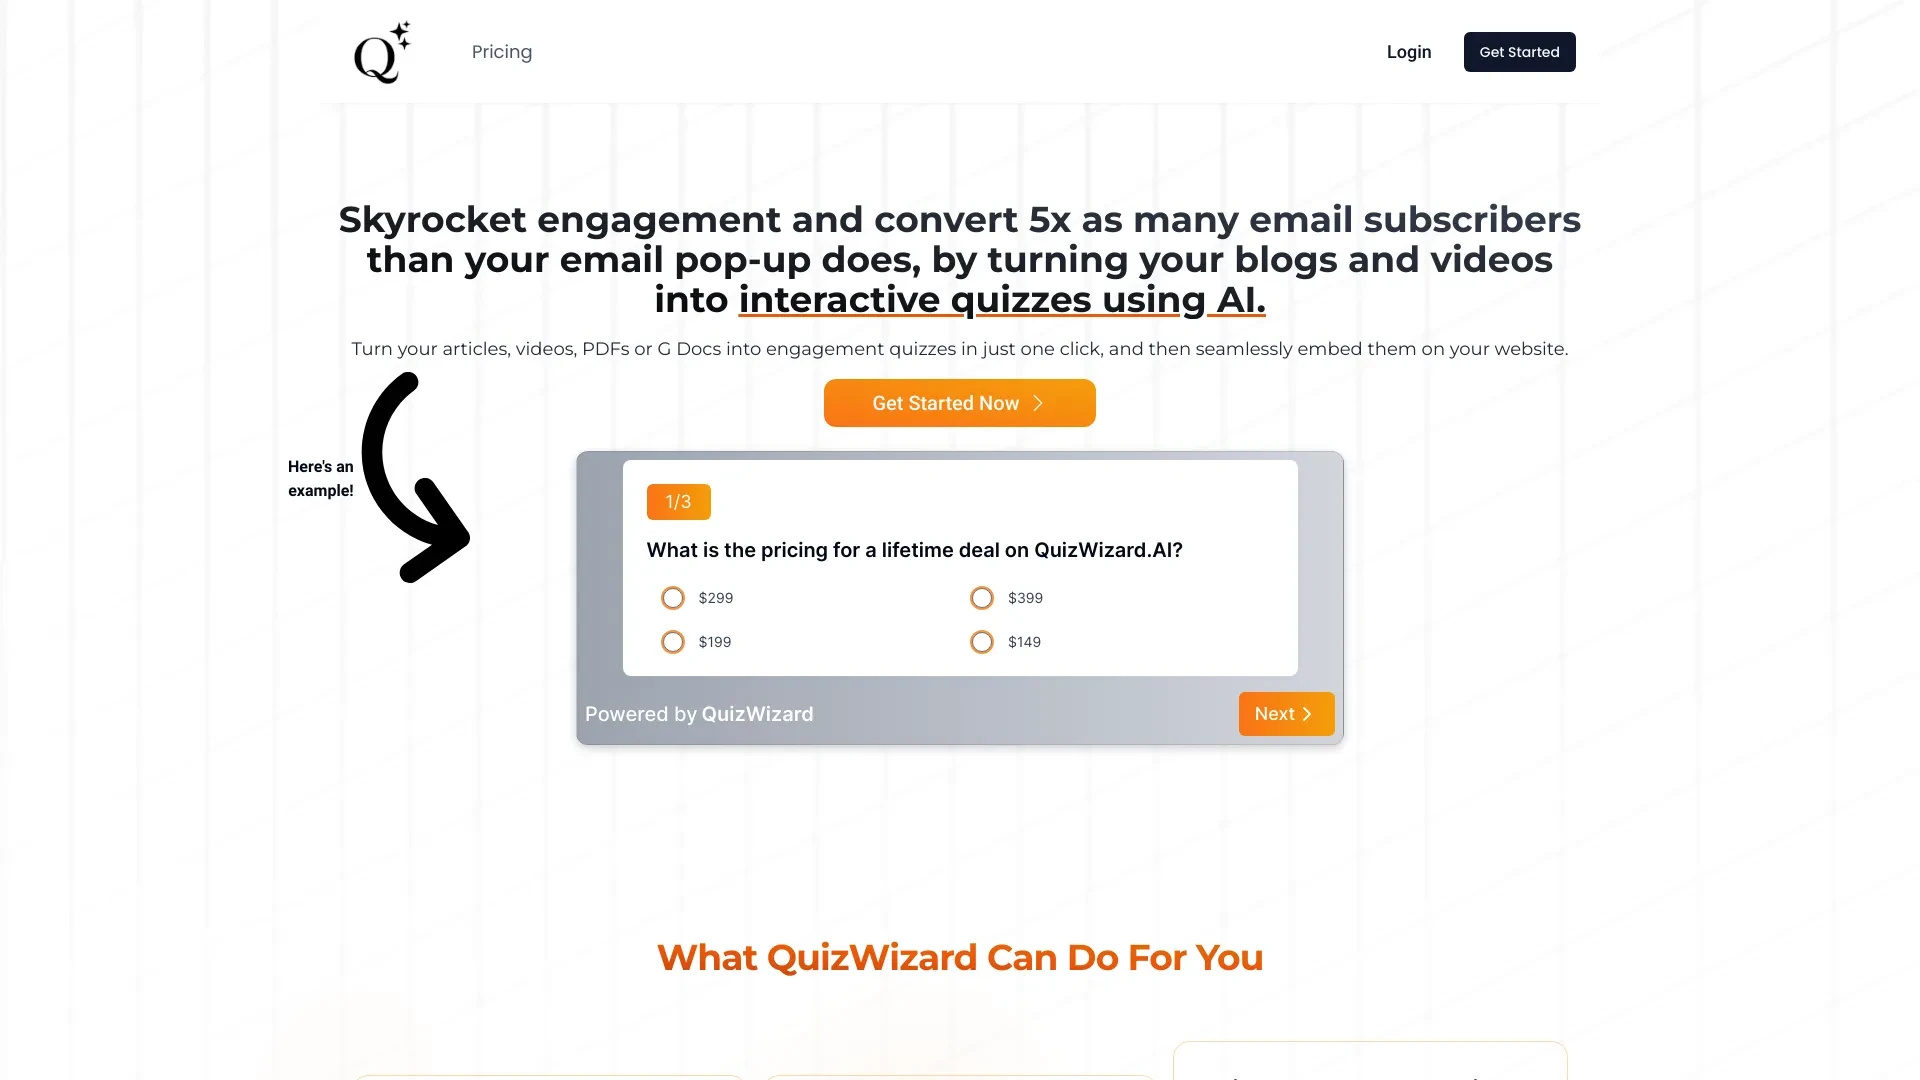 Q
Pricing
Login
Get Started
Skyrocket engagement and convert 5x as many email subscribers
than your email pop-up does, by turning your blogs and videos
into interactive quizzes using AI.
Turn your articles, videos, PDFs or G Docs into engagement quizzes in just one click, and then seamlessly embed them on your website.
Get Started Now
Here's an
example!
1/3
What is the pricing for a lifetime deal on QuizWizard.AI?
$299
$399
$199
$149
Powered by QuizWizard
Next
What QuizWizard Can Do For You